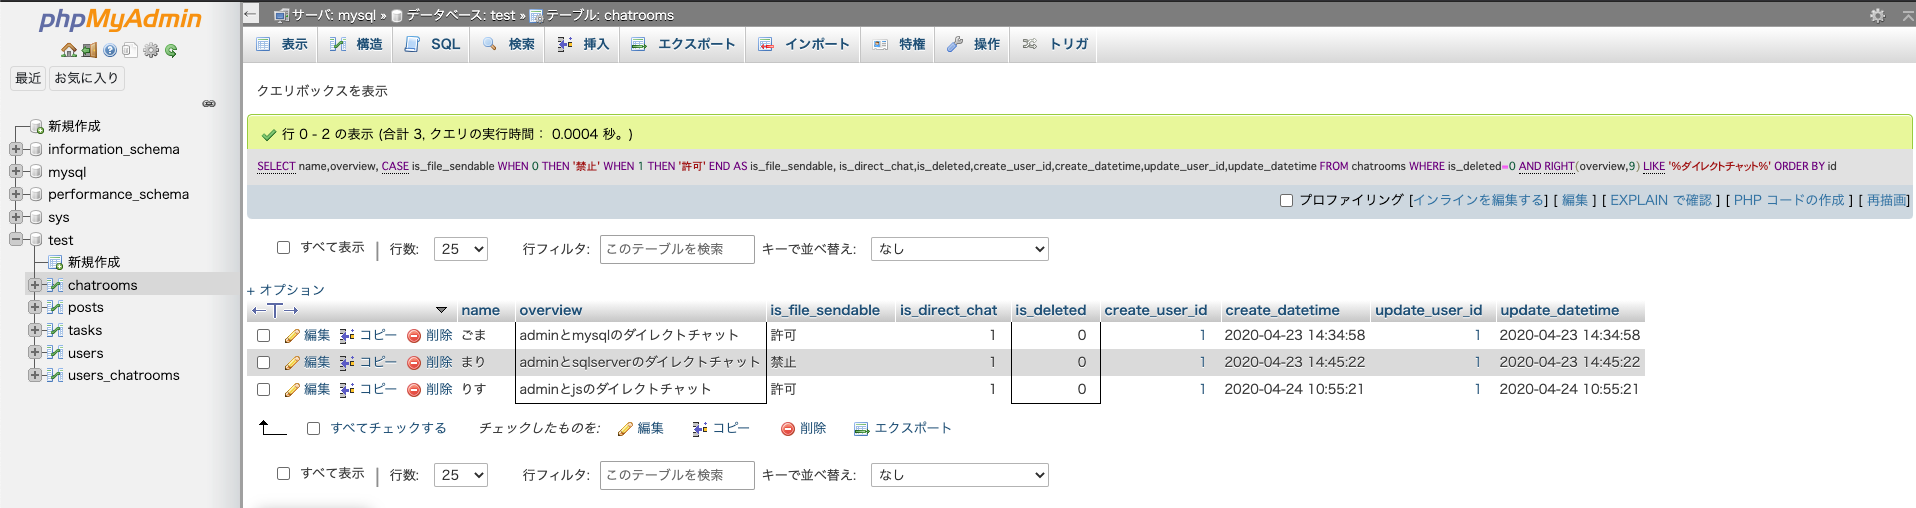 phpMyAdmin
最近 お気に入り
新規作成
information_schema
mysql
performance_schema
sys
test
新規作成
chatrooms
posts
tasks
users
users_chatrooms
サーバ: mysql » データベース: test » テーブル: chatrooms
表示 構造 SQL 検索 挿入 エクスポート インポート 特権 操作 トリガ
クエリボックスを表示
行 0 - 2 の表示 (合計 3, クエリの実行時間： 0.0004 秒。)
SELECT name,overview, CASE is_file_sendable WHEN 0 THEN '禁止' WHEN 1 THEN '許可' END AS is_file_sendable, is_direct_chat,is_deleted,create_user_id,create_datetime,update_user_id,update_datetime FROM chatrooms WHERE is_deleted=0 AND RIGHT(overview,9) LIKE '%ダイレクトチャット%' ORDER BY id
プロファイリング [インラインを編集する] [ 編集 ] [ EXPLAIN で確認 ] [ PHP コードの作成 ] [ 再描画]
すべて表示 | 行数: 25 行フィルタ: このテーブルを検索 キーで並べ替え: なし
+ オプション
←T→ name overview is_file_sendable is_direct_chat is_deleted create_user_id create_datetime update_user_id update_datetime
編集 コピー 削除 ごま adminとmysqlのダイレクトチャット 許可 1 0 1 2020-04-23 14:34:58 1 2020-04-23 14:34:58
編集 コピー 削除 まり adminとsqlserverのダイレクトチャット 禁止 1 0 1 2020-04-23 14:45:22 1 2020-04-23 14:45:22
編集 コピー 削除 りす adminとjsのダイレクトチャット 許可 1 0 1 2020-04-24 10:55:21 1 2020-04-24 10:55:21
すべてチェックする チェックしたものを: 編集 コピー 削除 エクスポート
すべて表示 | 行数: 25 行フィルタ: このテーブルを検索 キーで並べ替え: なし